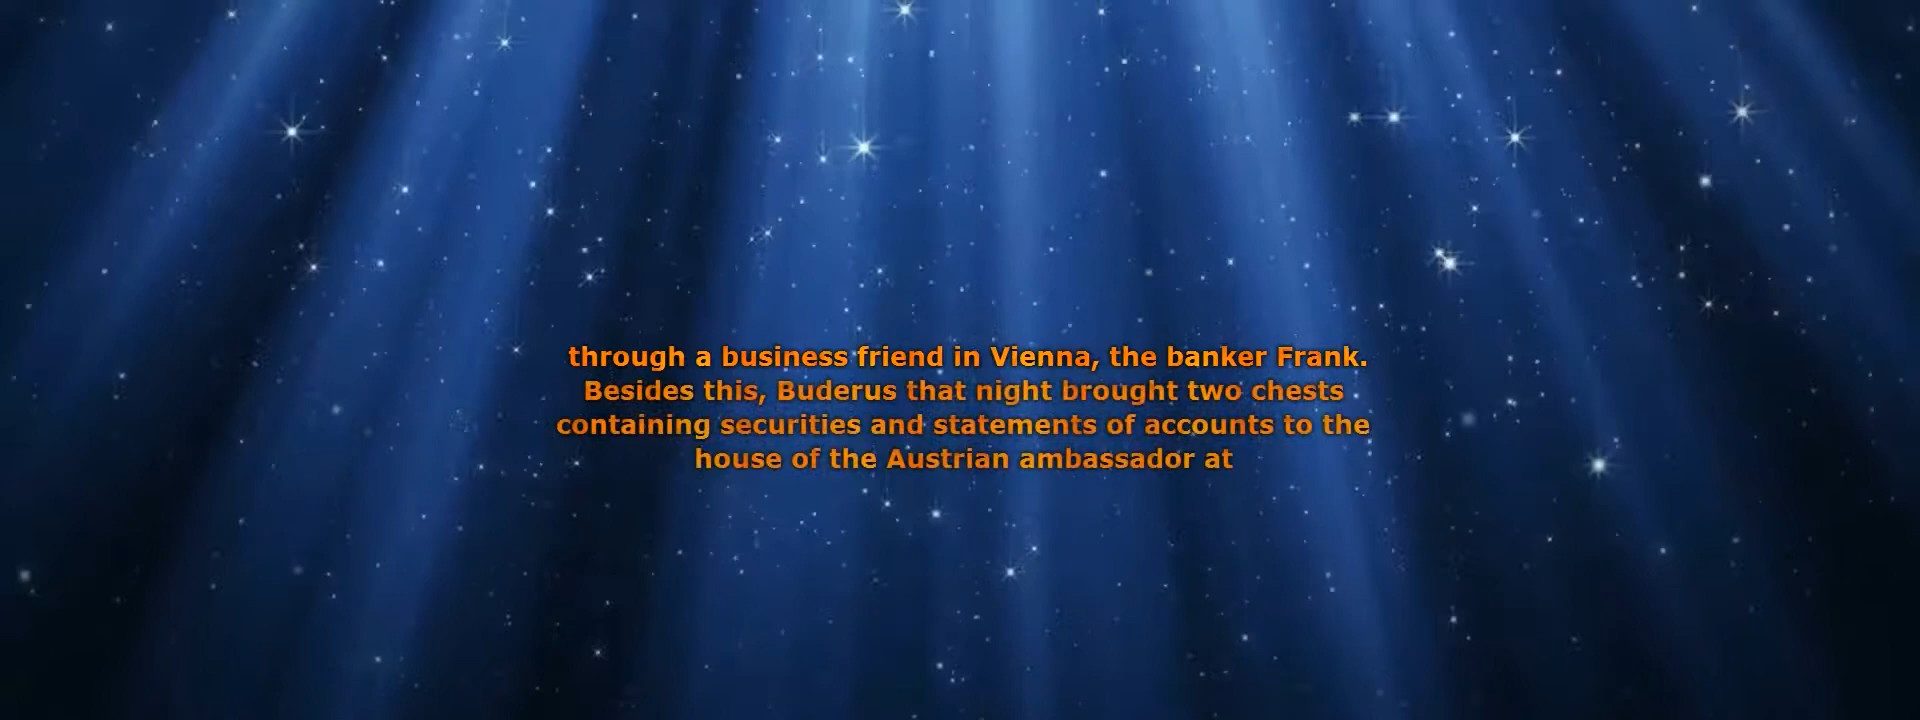 through a business friend in Vienna, the banker Frank.
Besides this, Buderus that night brought two chests
containing securities and statements of accounts to the
house of the Austrian ambassador at